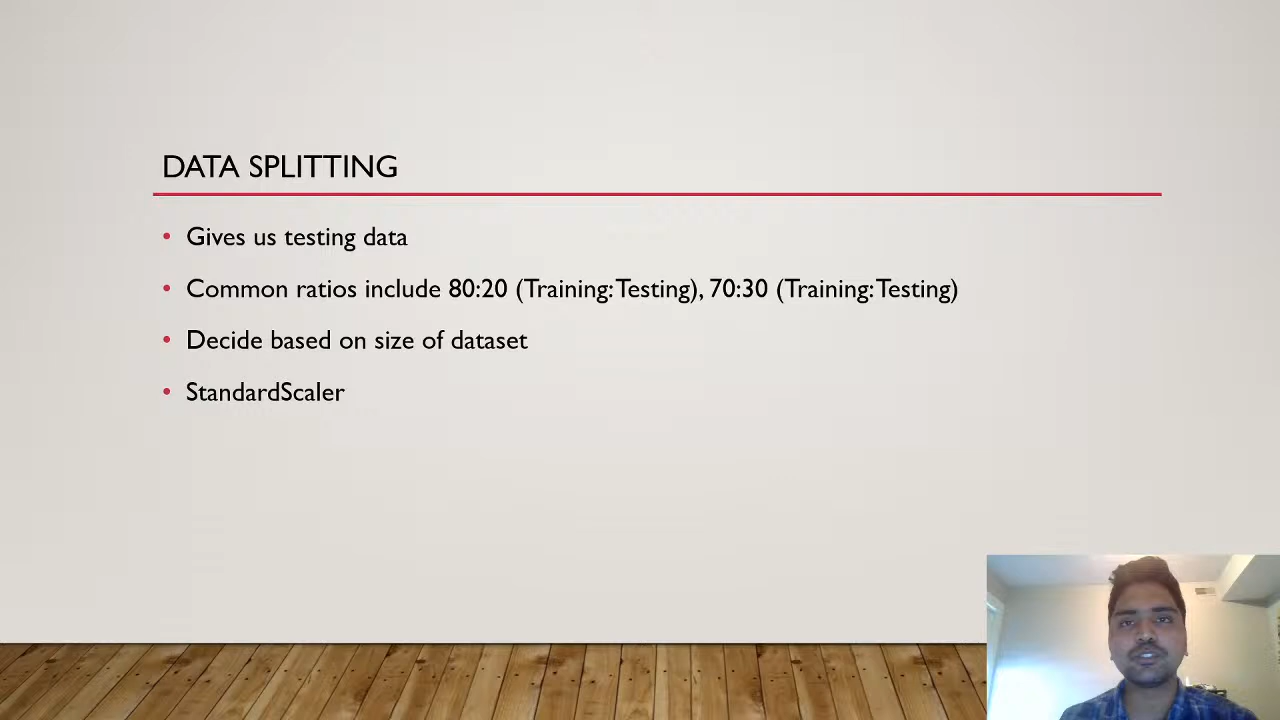 DATA SPLITTING
• Gives us testing data
• Common ratios include 80:20 (Training:Testing), 70:30 (Training:Testing)
• Decide based on size of dataset
• StandardScaler